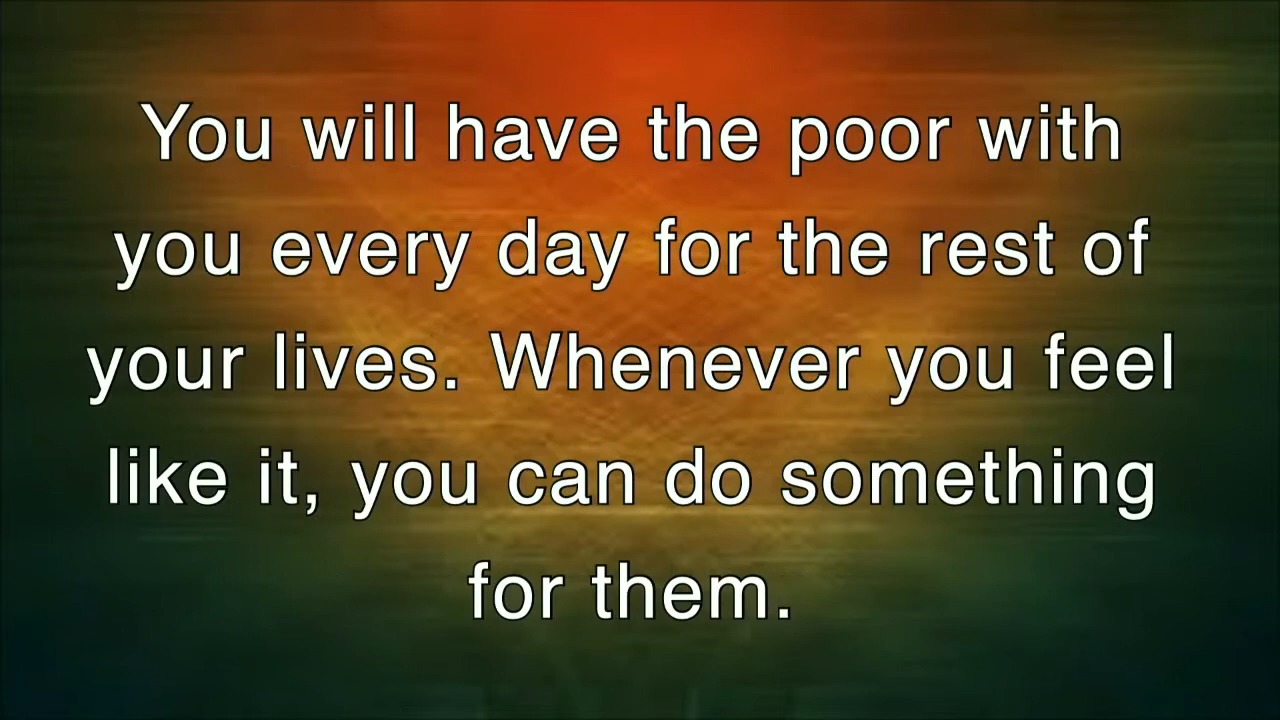 You will have the poor with
you every day for the rest of
your lives. Whenever you feel
like it, you can do something
for them.